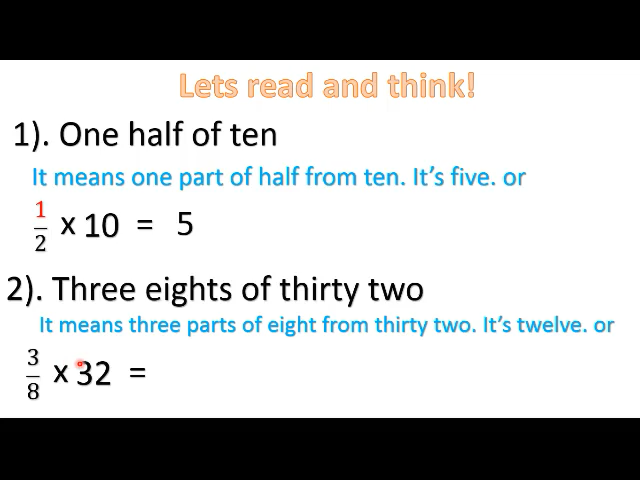 Lets read and think!
1). One half of ten
It means one part of half from ten. It's five. or
1/2 x 10 = 5
2). Three eights of thirty two
It means three parts of eight from thirty two. It's twelve. or
3/8 x 32 =